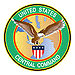 UNITED STATES
CENTRAL COMMAND